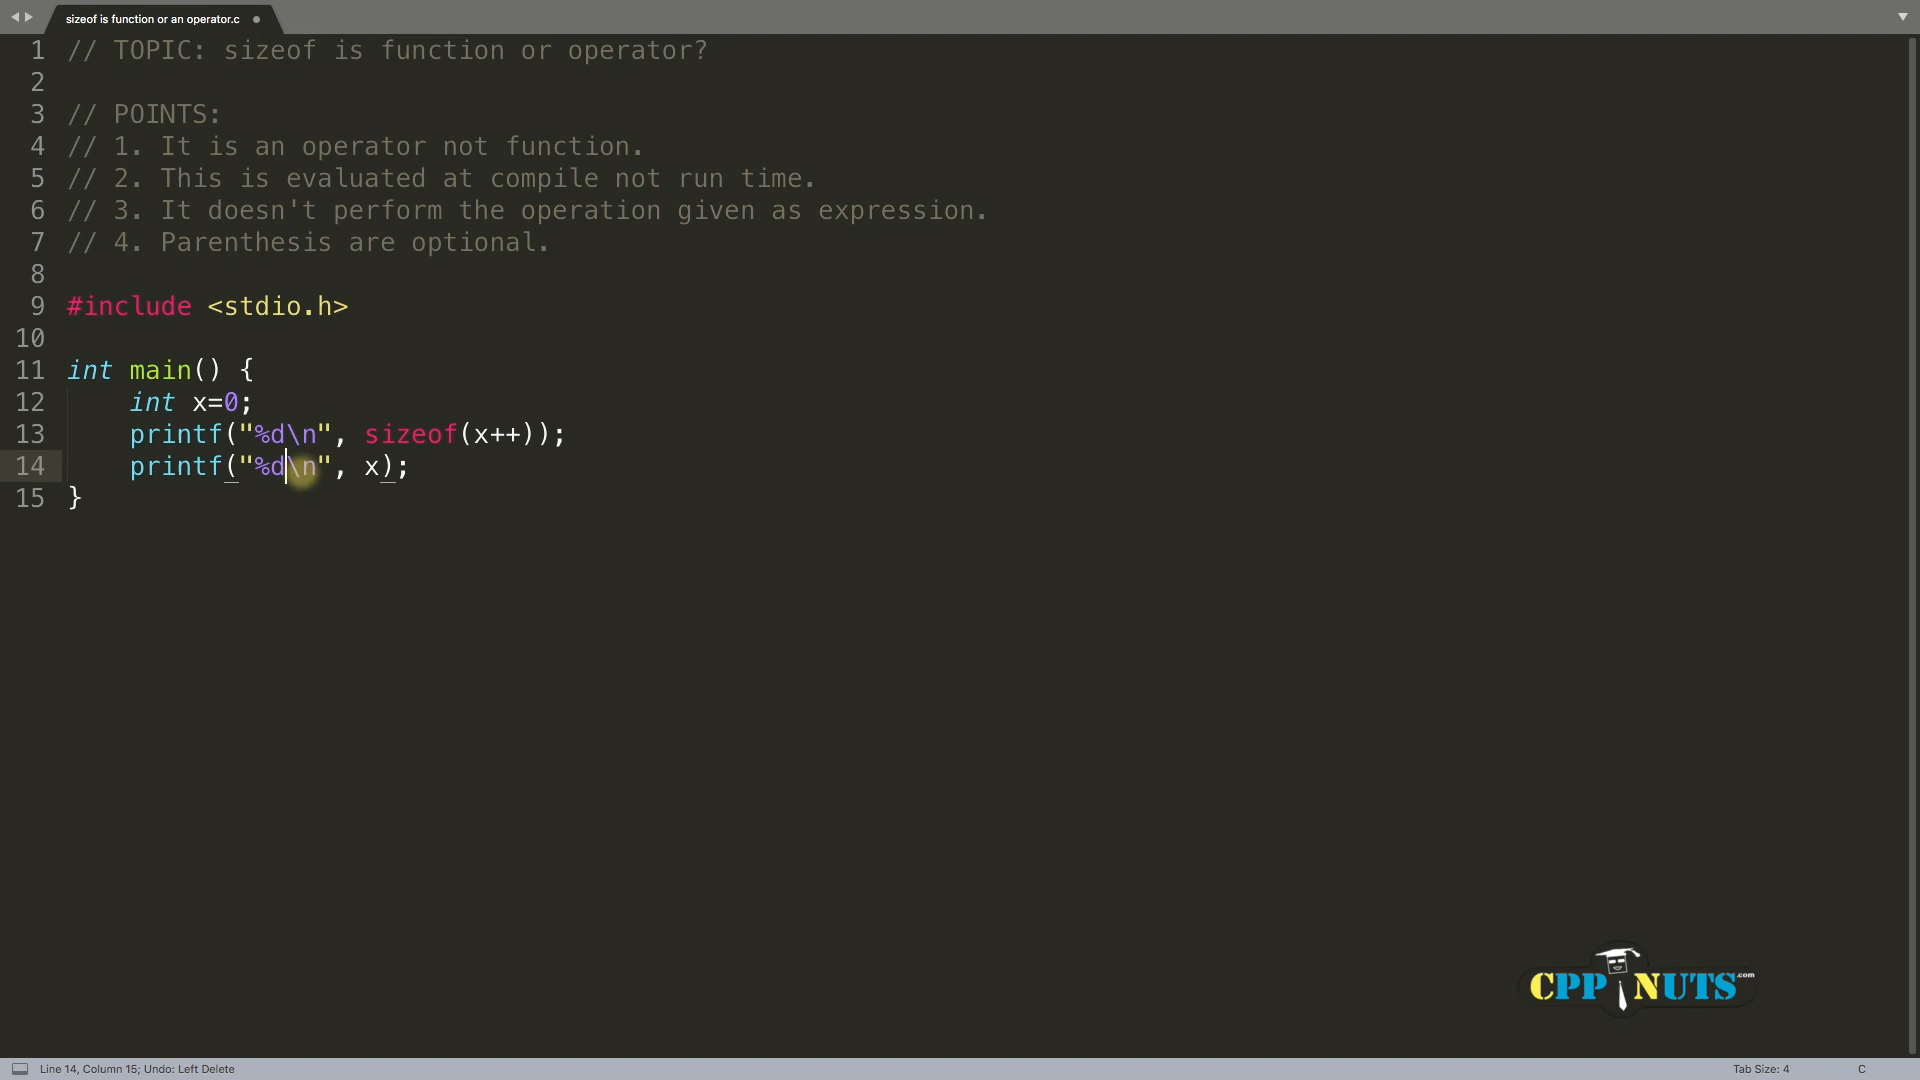 sizeof is function or an operator.c
1 // TOPIC: sizeof is function or operator?
2
3 // POINTS:
4 // 1. It is an operator not function.
5 // 2. This is evaluated at compile not run time.
6 // 3. It doesn't perform the operation given as expression.
7 // 4. Parenthesis are optional.
8
9 #include <stdio.h>
10
11 int main() {
12     int x=0;
13     printf("%d\n", sizeof(x++));
14     printf("%d\n", x);
15 }
CPP NUTS.com
Line 14, Column 15; Undo: Left Delete
Tab Size: 4
C